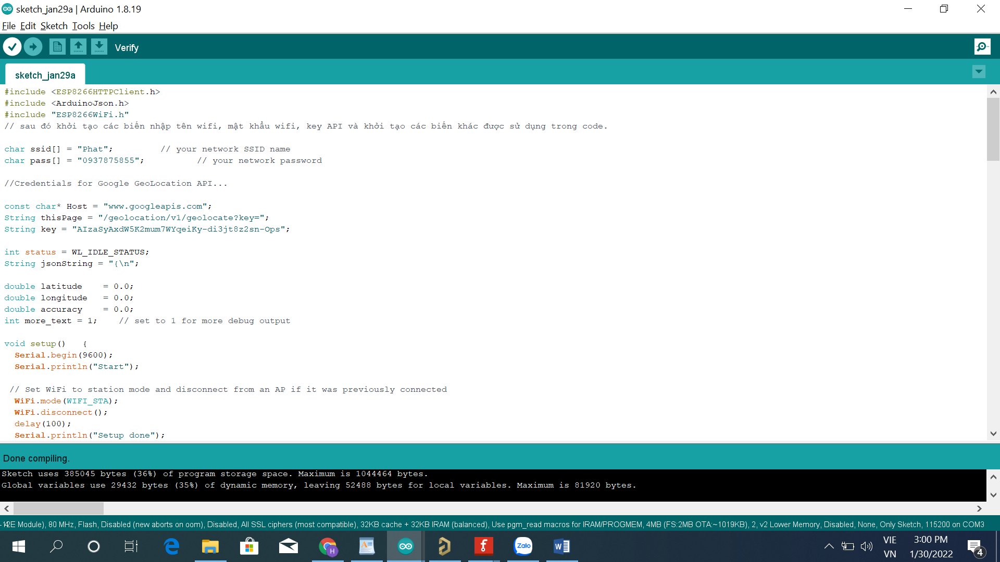 sketch_jan29a | Arduino 1.8.19
File Edit Sketch Tools Help
Verify
sketch_jan29a
#include <ESP8266HTTPClient.h>
#include <ArduinoJson.h>
#include "ESP8266WiFi.h"
// sau đó khởi tạo các biến nhập tên wifi, mật khẩu wifi, key API và khởi tạo các biến khác được sử dụng trong code.
char ssid[] = "Phat";         // your network SSID name
char pass[] = "0937875855";          // your network password
//Credentials for Google GeoLocation API...
const char* Host = "www.googleapis.com";
String thisPage = "/geolocation/v1/geolocate?key=";
String key = "AIzaSyAxdW5K2mum7WYqeiKy-di3jt8z2sn-Ops";
int status = WL_IDLE_STATUS;
String jsonString = "{\n";
double latitude    = 0.0;
double longitude   = 0.0;
double accuracy    = 0.0;
int more_text = 1;    // set to 1 for more debug output
void setup()   {
Serial.begin(9600);
Serial.println("Start");
// Set WiFi to station mode and disconnect from an AP if it was previously connected
WiFi.mode(WIFI_STA);
WiFi.disconnect();
delay(100);
Serial.println("Setup done");
Done compiling.
Sketch uses 385045 bytes (36%) of program storage space. Maximum is 1044464 bytes.
Global variables use 29432 bytes (35%) of dynamic memory, leaving 52488 bytes for local variables. Maximum is 81920 bytes.
Module), 80 MHz, Flash, Disabled (new aborts on oom), Disabled, All SSL ciphers (most compatible), 32KB cache + 32KB IRAM (balanced), Use pgm_read macros for IRAM/PROGMEM, 4MB (FS:2MB OTA:~1019KB), 2, v2 Lower Memory, Disabled, None, Only Sketch, 115200 on COM3
H
Zalo
VIE
VN
3:00 PM
1/30/2022
4